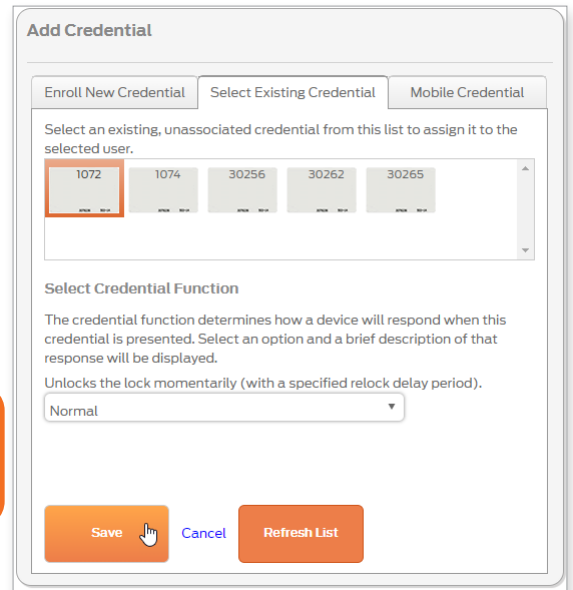 Add Credential
Enroll New Credential Select Existing Credential Mobile Credential
Select an existing, unassociated credential from this list to assign it to the
selected user.
1072 1074 30256 30262 30265
Select Credential Function
The credential function determines how a device will respond when this
credential is presented. Select an option and a brief description of that
response will be displayed.
Unlocks the lock momentarily (with a specified relock delay period).
Normal
Save Cancel Refresh List